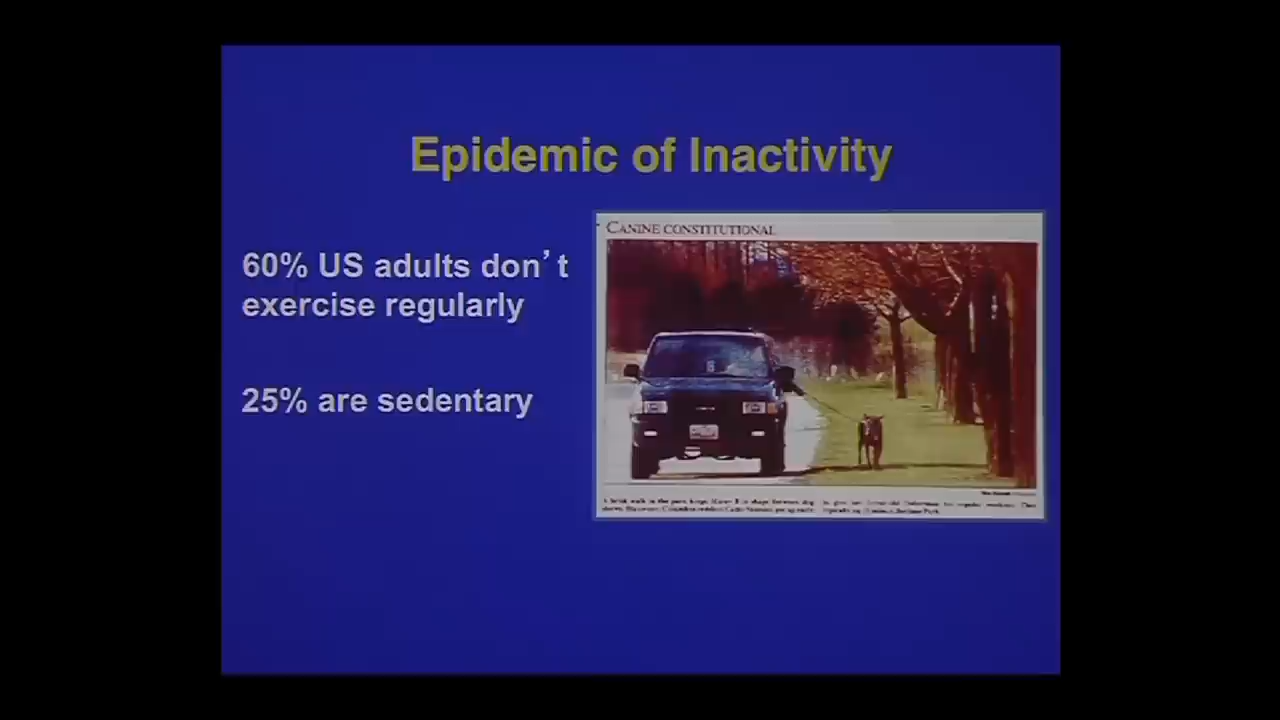 Epidemic of Inactivity
60% US adults don’t
exercise regularly
25% are sedentary
CANINE CONSTITUTIONAL